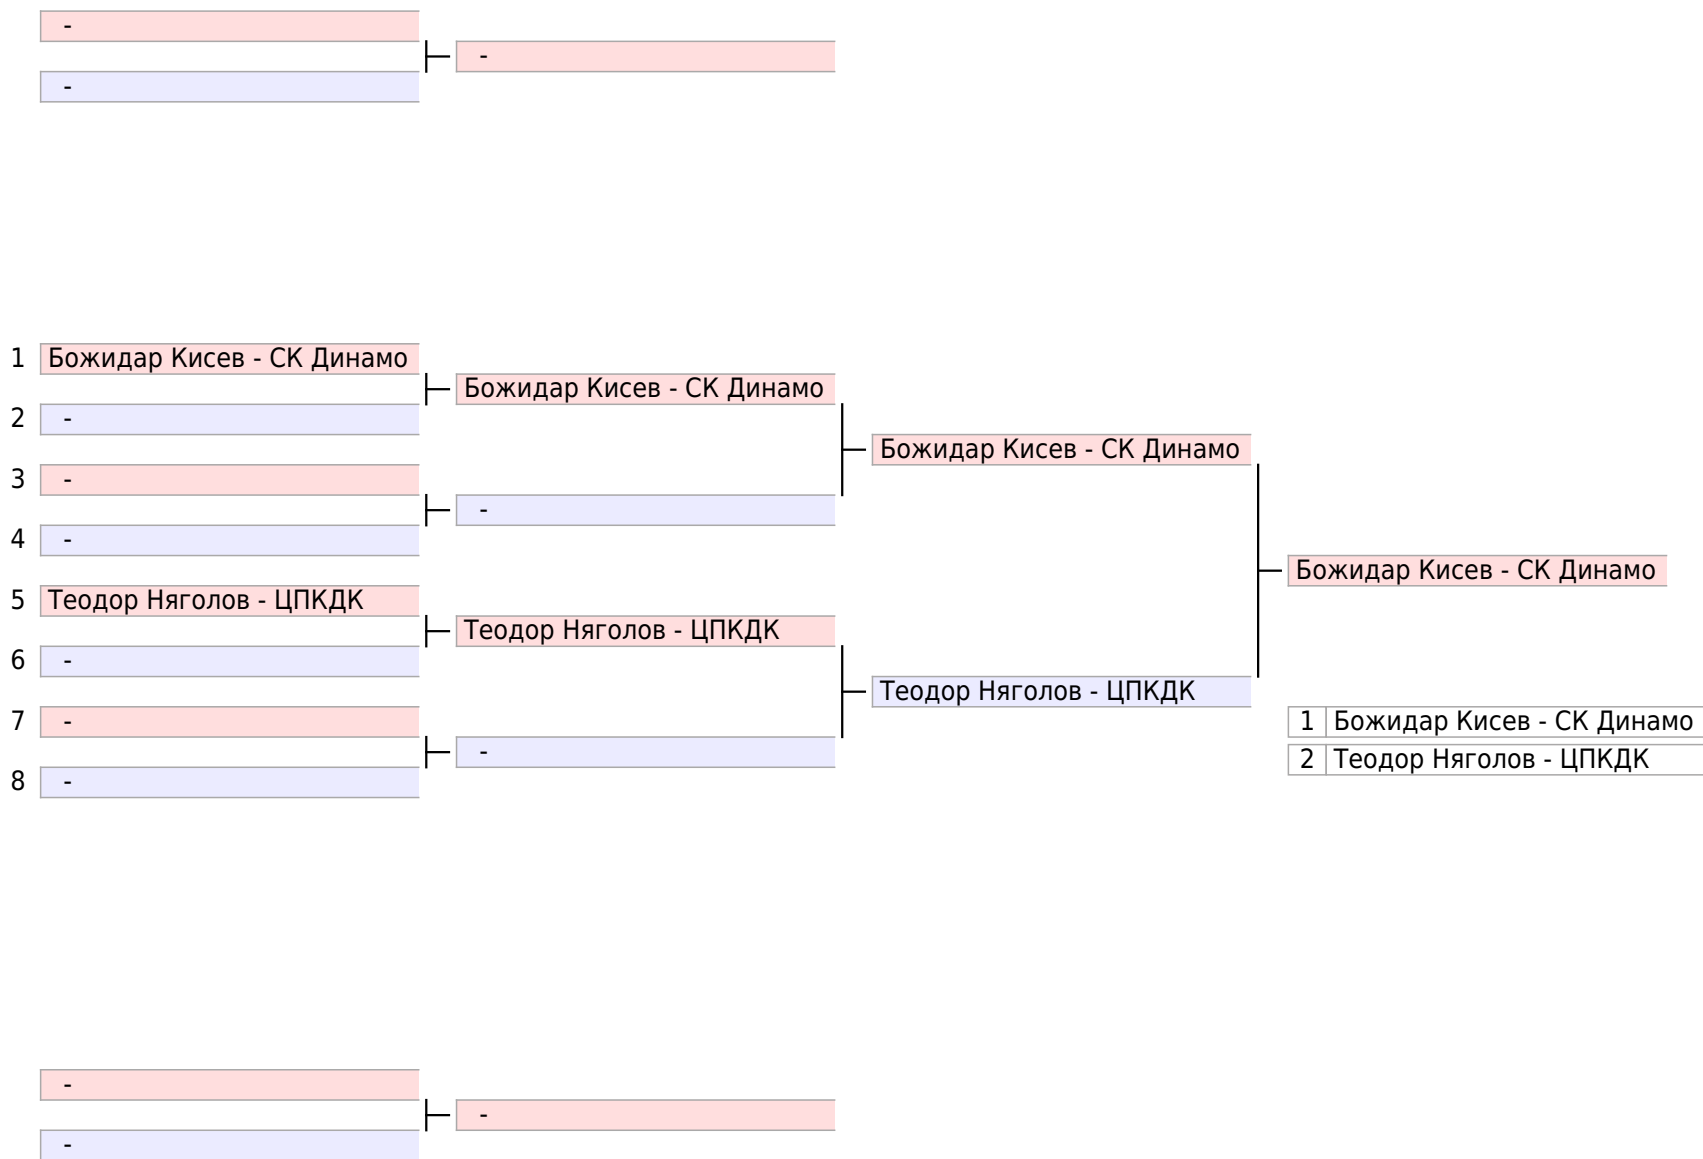 -
-
-
1 Божидар Кисев - СК Динамо
Божидар Кисев - СК Динамо
2 -
Божидар Кисев - СК Динамо
3 -
-
4 -
Божидар Кисев - СК Динамо
5 Теодор Няголов - ЦПКДК
Теодор Няголов - ЦПКДК
6 -
Теодор Няголов - ЦПКДК
7 -
1 Божидар Кисев - СК Динамо
-
2 Теодор Няголов - ЦПКДК
8 -
-
-
-